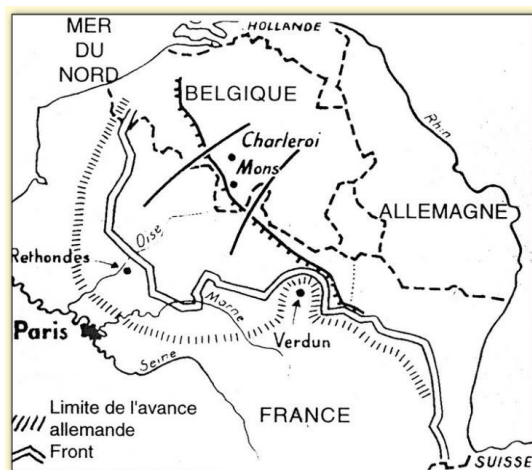 MER
DU
NORD
HOLLANDE
BELGIQUE
Rhin
Charleroi
Mons
ALLEMAGNE
Oise
Rethondes
Marne
Paris
Verdun
Seine
Limite de l'avance
allemande
FRANCE
Front
SUISSE